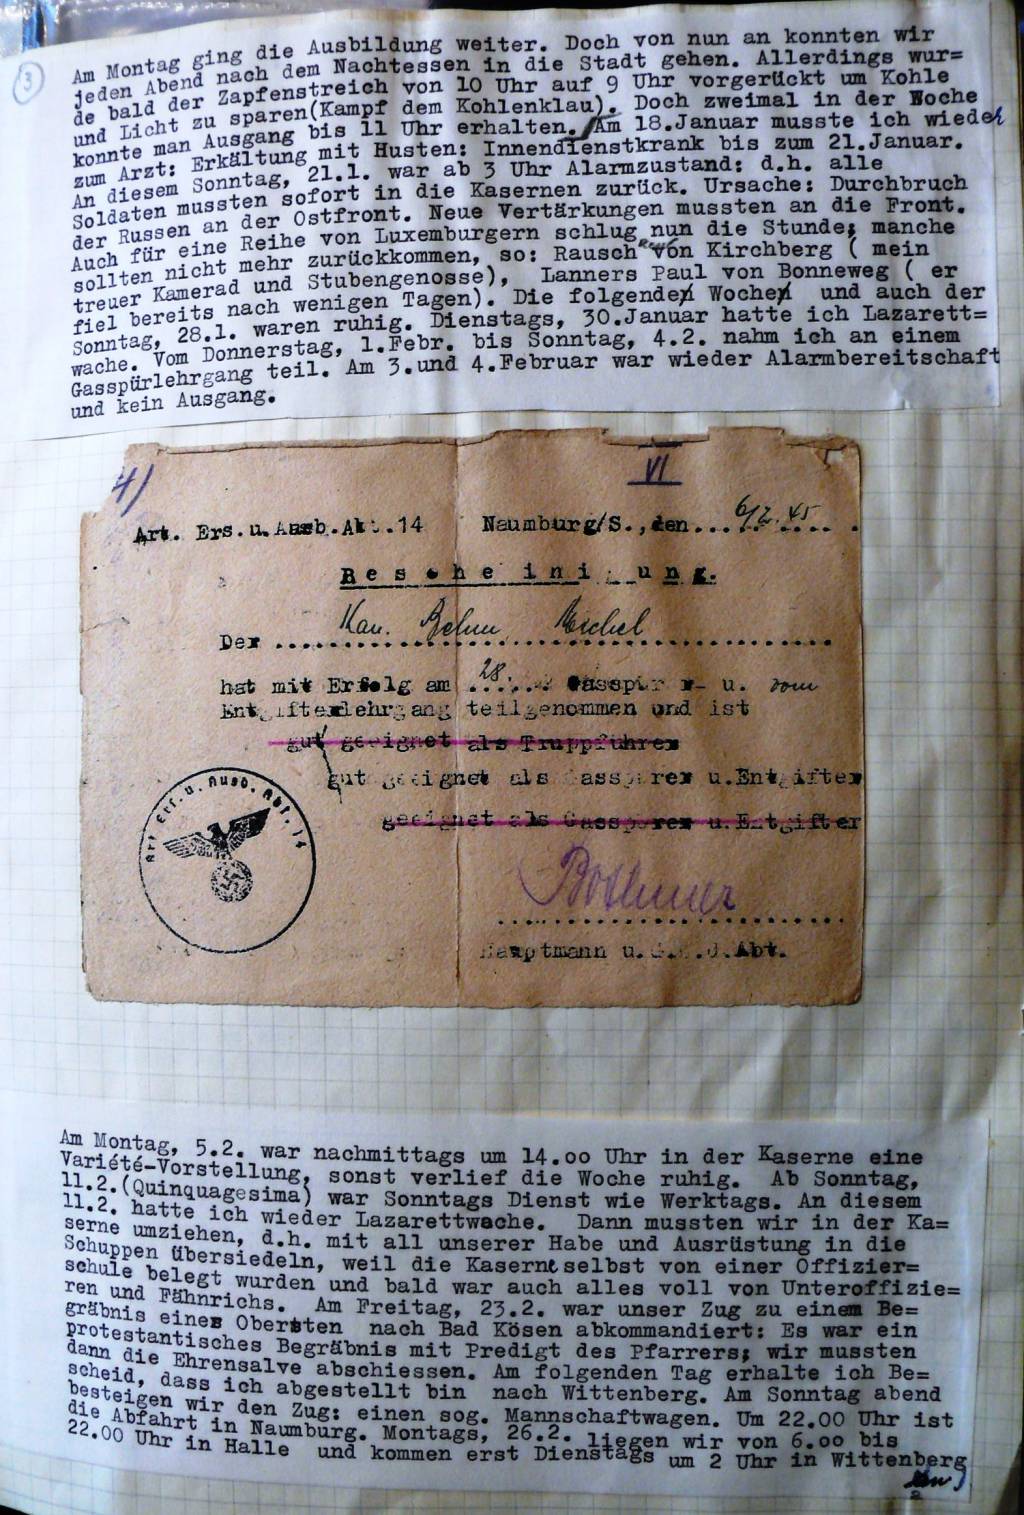 3
Am Montag ging die Ausbildung weiter. Doch von nun an konnten wir
jeden Abend nach dem Nachtessen in die Stadt gehen. Allerdings wur=
de bald der Zapfenstreich von 10 Uhr auf 9 Uhr vorgerückt um Kohle
und Licht zu sparen(Kampf dem Kohlenklau). Doch zweimal in der Woche
konnte man Ausgang bis 11 Uhr erhalten. Am 18.Januar musste ich wieder
zum Arzt: Erkältung mit Husten: Innendienstkrank bis zum 21.Januar.
An diesem Sonntag, 21.1. war ab 3 Uhr Alarmzustand: d.h. alle
Soldaten mussten sofort in die Kasernen zurück. Ursache: Durchbruch
der Russen an der Ostfront. Neue Vertärkungen mussten an die Front.
Auch für eine Reihe von Luxemburgern schlug nun die Stunde; manche
sollten nicht mehr zurückkommen, so: Rausch von Kirchberg ( mein
treuer Kamerad und Stubengenosse), Lanners Paul von Bonneweg ( er
fiel bereits nach wenigen Tagen). Die folgende Woche und auch der
Sonntag, 28.1. waren ruhig. Dienstags, 30.Januar hatte ich Lazarett=
wache. Vom Donnerstag, 1.Febr. bis Sonntag, 4.2. nahm ich an einem
Gasspürlehrgang teil. Am 3.und 4.Februar war wieder Alarmbereitschaft
und kein Ausgang.
4) VI
Art. Ers.u.Ausb.Abt.14 Naumburg/S.,den 6/2.45
Bescheinigung.
Der Kan. Behm Michel
hat mit Erfolg am 28. Gasspürer- u. vom
Entgifterlehrgang teilgenommen und ist
gut geeignet als Truppführer
gut geeignet als Gasspürer u.Entgifter
geeignet als Gasspürer u.Entgifter
Art. Ers. u. Ausb. Abt. 14
Hauptmann u. d.Abt.
Am Montag, 5.2. war nachmittags um 14.oo Uhr in der Kaserne eine
Variété-Vorstellung, sonst verlief die Woche ruhig. Ab Sonntag,
11.2.(Quinquagesima) war Sonntags Dienst wie Werktags. An diesem
11.2. hatte ich wieder Lazarettwache. Dann mussten wir in der Ka=
serne umziehen, d.h. mit all unserer Habe und Ausrüstung in die
Schuppen übersiedeln, weil die Kaserne selbst von einer Offizier=
schule belegt wurden und bald war auch alles voll von Unteroffizie=
ren und Fähnrichs. Am Freitag, 23.2. war unser Zug zu einem Be=
gräbnis eines Obersten nach Bad Kösen abkommandiert: Es war ein
protestantisches Begräbnis mit Predigt des Pfarrers; wir mussten
dann die Ehrensalve abschiessen. Am folgenden Tag erhalte ich Be=
scheid, dass ich abgestellt bin nach Wittenberg. Am Sonntag abend
besteigen wir den Zug: einen sog. Mannschaftwagen. Um 22.00 Uhr ist
die Abfahrt in Naumburg. Montags, 26.2. liegen wir von 6.oo bis
22.00 Uhr in Halle und kommen erst Dienstags um 2 Uhr in Wittenberg